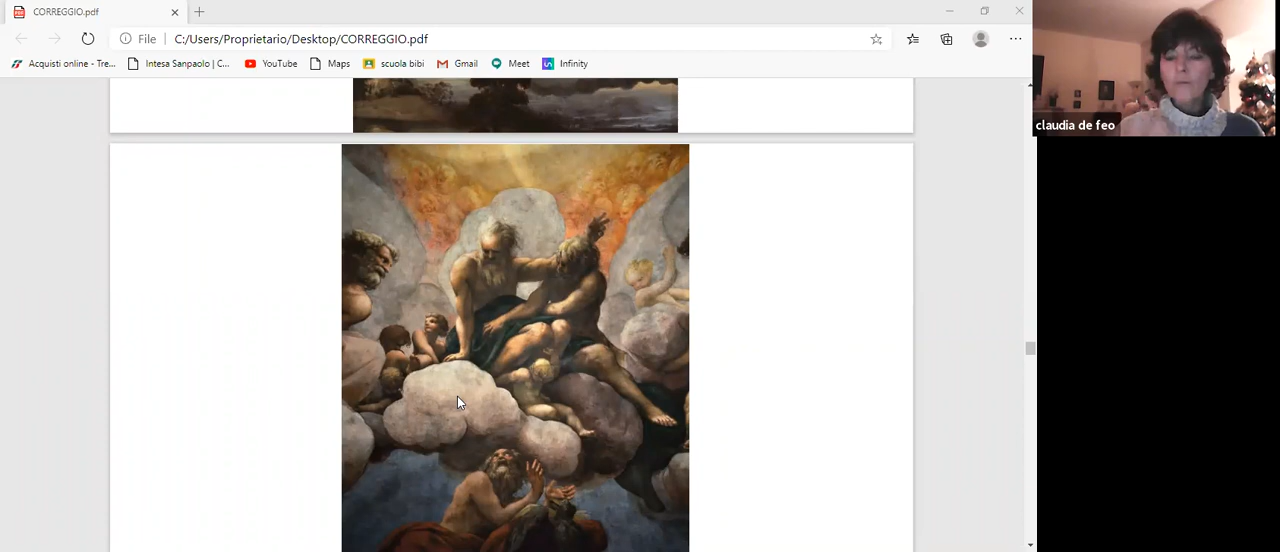 CORREGGIO.pdf
File C:/Users/Proprietario/Desktop/CORREGGIO.pdf
Acquisti online - Tre... Intesa Sanpaolo | C... YouTube Maps scuola bibi Gmail Meet Infinity
claudia de feo